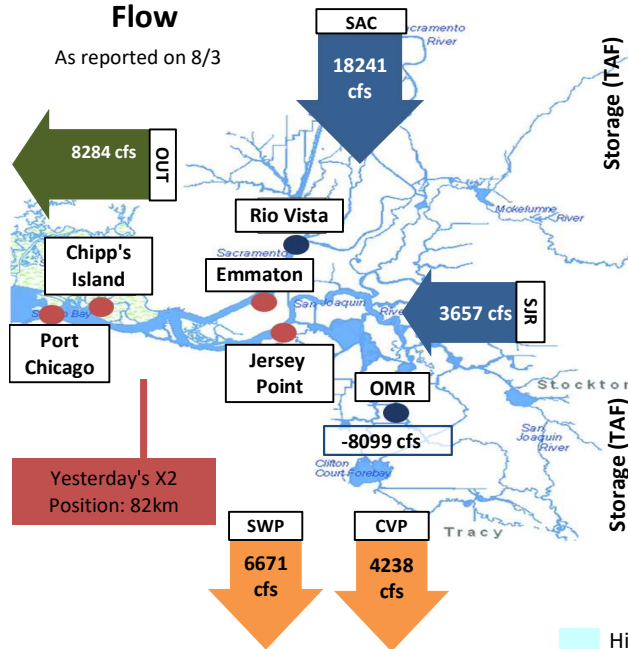 Flow
As reported on 8/3
SAC
18241
cfs
Sacramento
River
Storage (TAF)
8284 cfs
OUT
Mokelumne
River
Rio Vista
Chipp's
Island
Sacramento
Emmaton
San Joaquin
River
3657 cfs
SJR
Bay
Port
Chicago
Jersey
Point
OMR
Stockton
-8099 cfs
San
Joaquin
River
Clifton
Court Forebay
Storage (TAF)
Yesterday's X2
Position: 82km
SWP
CVP
Tracy
6671
cfs
4238
cfs
Hi